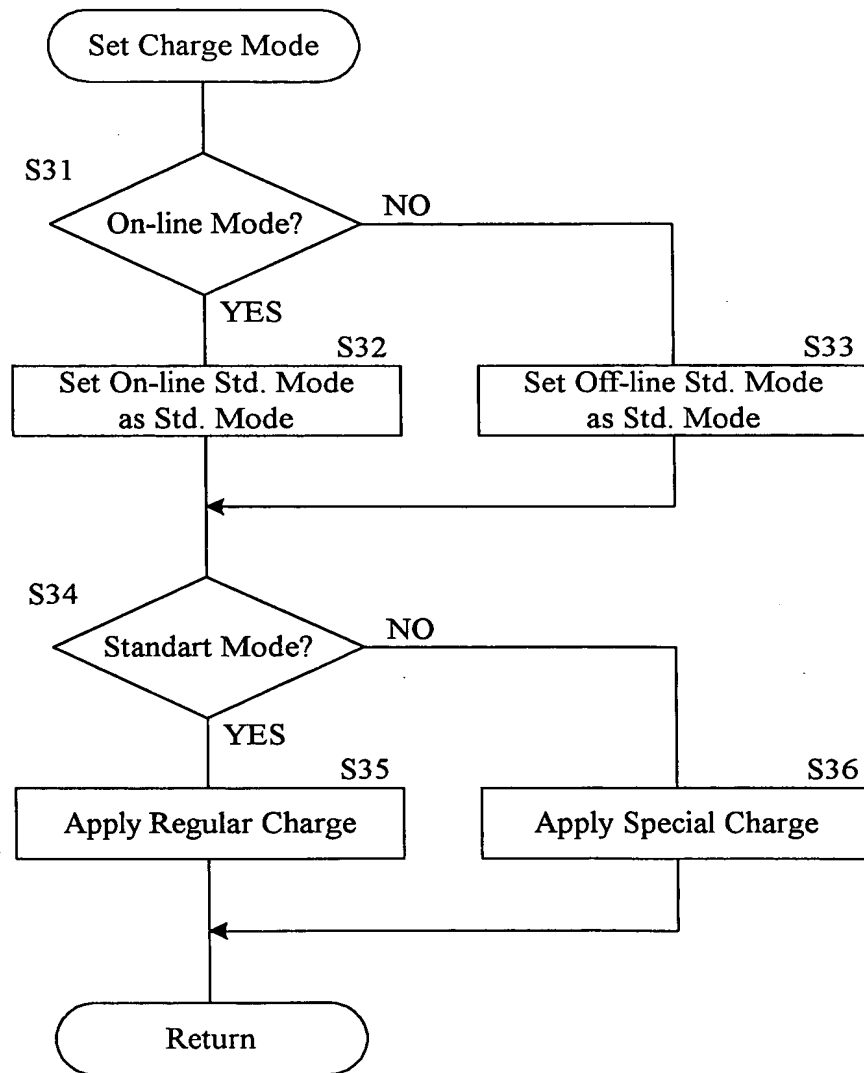 Set Charge Mode
S31
On-line Mode?
NO
YES
S32
Set On-line Std. Mode
as Std. Mode
S33
Set Off-line Std. Mode
as Std. Mode
S34
Standart Mode?
NO
YES
S35
Apply Regular Charge
S36
Apply Special Charge
Return